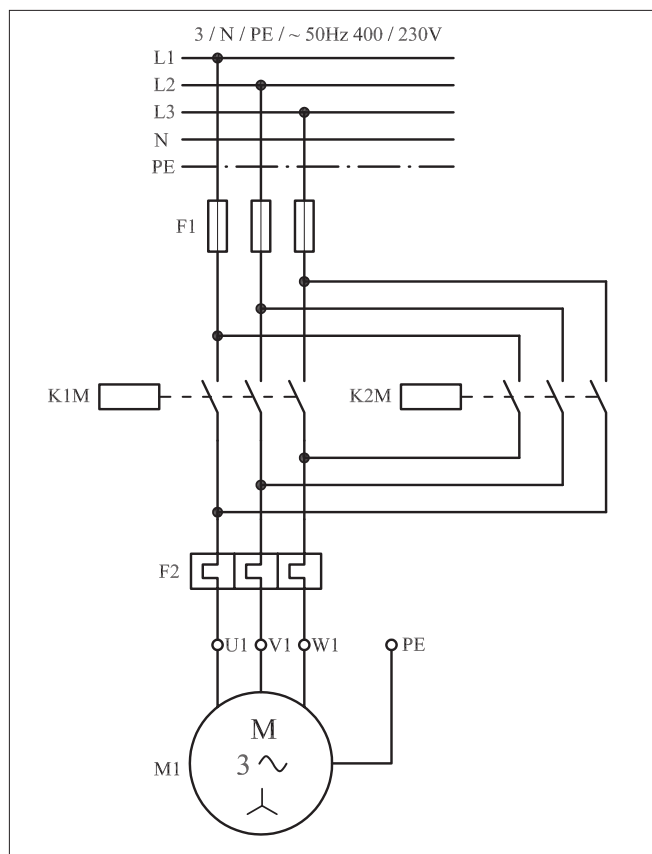 3 / N / PE / ~ 50Hz 400 / 230V
L1
L2
L3
N
PE
F1
K1M
K2M
F2
U1 V1 W1 PE
M
M1
3